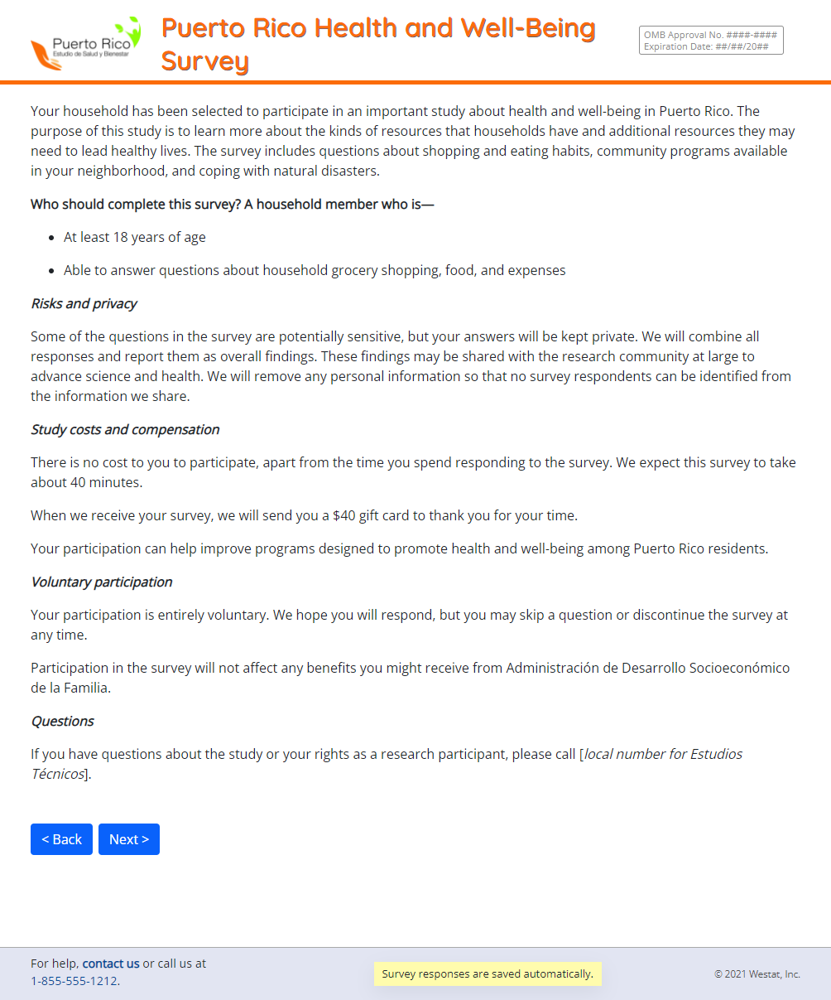 Puerto Rico
Estudio de Salud y Bienestar
Puerto Rico Health and Well-Being
Survey
OMB Approval No. ####-####
Expiration Date: ##/##/20##
Your household has been selected to participate in an important study about health and well-being in Puerto Rico. The
purpose of this study is to learn more about the kinds of resources that households have and additional resources they may
need to lead healthy lives. The survey includes questions about shopping and eating habits, community programs available
in your neighborhood, and coping with natural disasters.
Who should complete this survey? A household member who is—
• At least 18 years of age
• Able to answer questions about household grocery shopping, food, and expenses
Risks and privacy
Some of the questions in the survey are potentially sensitive, but your answers will be kept private. We will combine all
responses and report them as overall findings. These findings may be shared with the research community at large to
advance science and health. We will remove any personal information so that no survey respondents can be identified from
the information we share.
Study costs and compensation
There is no cost to you to participate, apart from the time you spend responding to the survey. We expect this survey to take
about 40 minutes.
When we receive your survey, we will send you a $40 gift card to thank you for your time.
Your participation can help improve programs designed to promote health and well-being among Puerto Rico residents.
Voluntary participation
Your participation is entirely voluntary. We hope you will respond, but you may skip a question or discontinue the survey at
any time.
Participation in the survey will not affect any benefits you might receive from Administración de Desarrollo Socioeconómico
de la Familia.
Questions
If you have questions about the study or your rights as a research participant, please call [local number for Estudios
Técnicos].
< Back
Next >
For help, contact us or call us at
1-855-555-1212.
Survey responses are saved automatically.
© 2021 Westat, Inc.